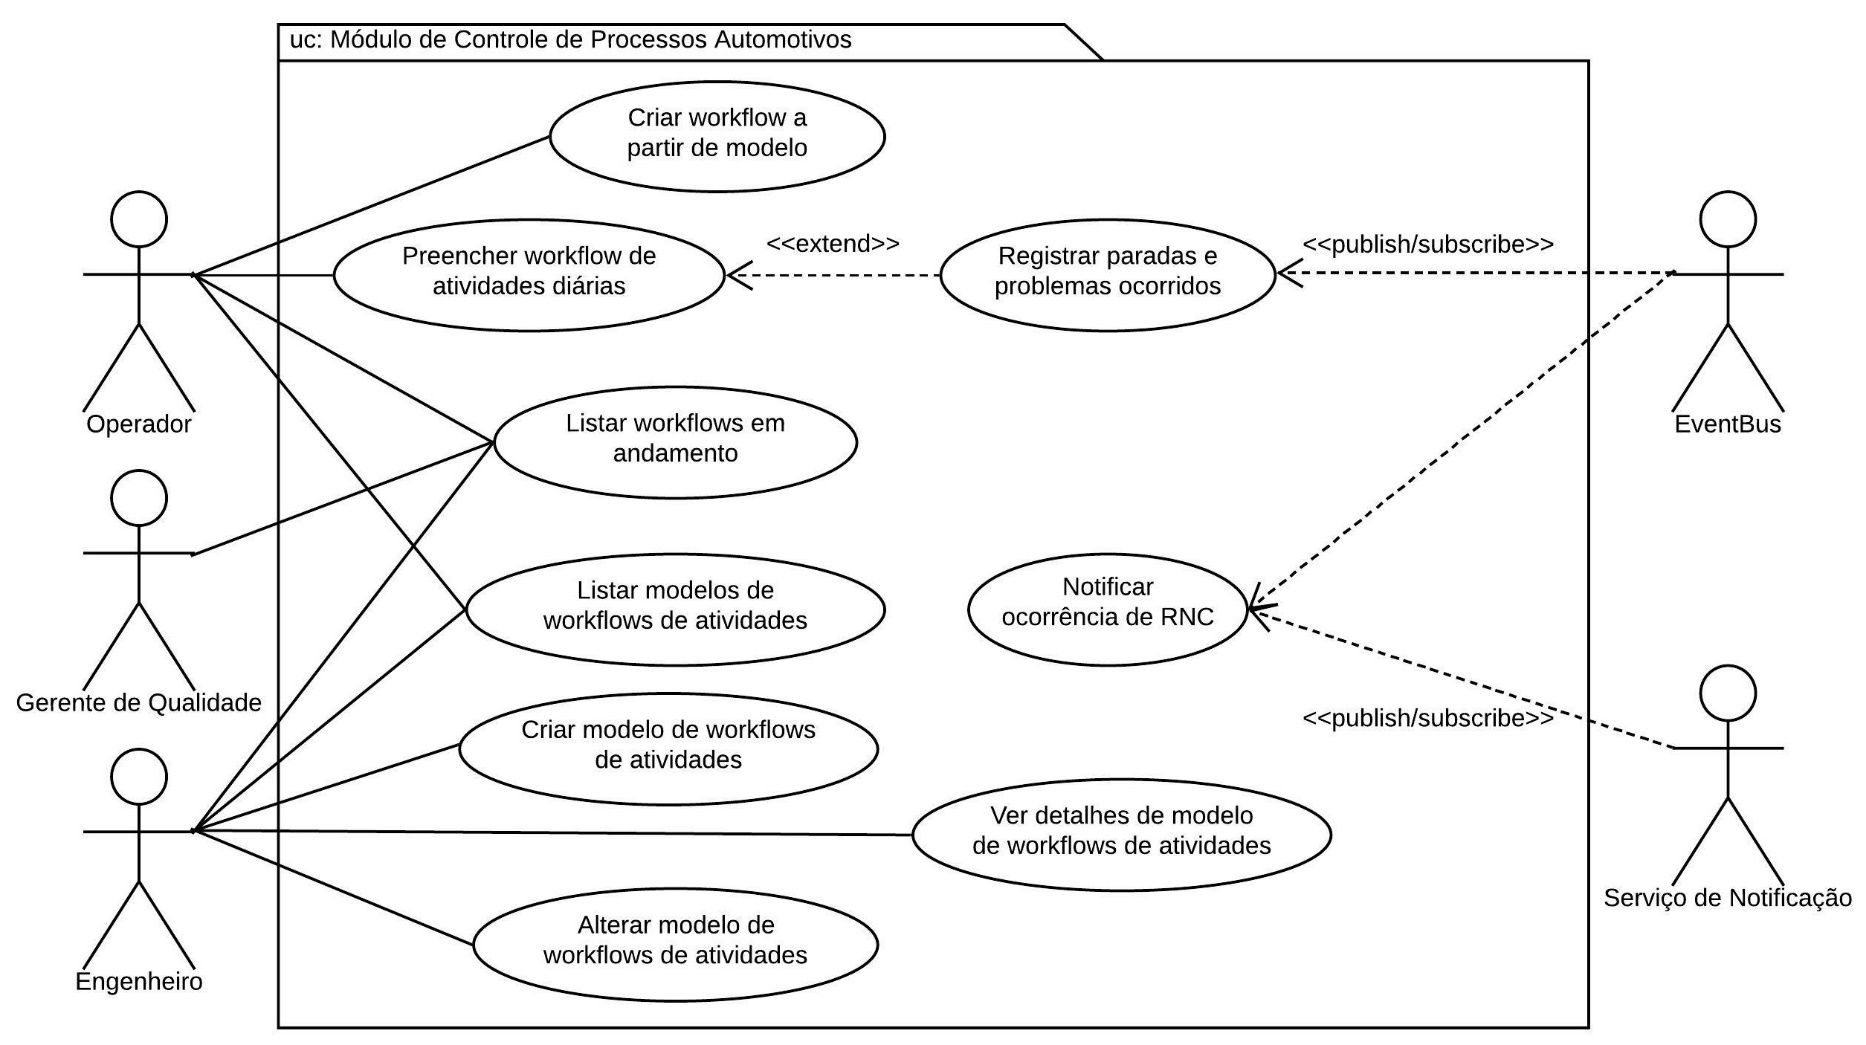 uc: Módulo de Controle de Processos Automotivos
Criar workflow a
partir de modelo
Preencher workflow de
atividades diárias
<<extend>>
Registrar paradas e
problemas ocorridos
<<publish/subscribe>>
Operador
EventBus
Listar workflows em
andamento
Listar modelos de
workflows de atividades
Notificar
ocorrência de RNC
Gerente de Qualidade
<<publish/subscribe>>
Criar modelo de workflows
de atividades
Ver detalhes de modelo
de workflows de atividades
Serviço de Notificação
Alterar modelo de
workflows de atividades
Engenheiro